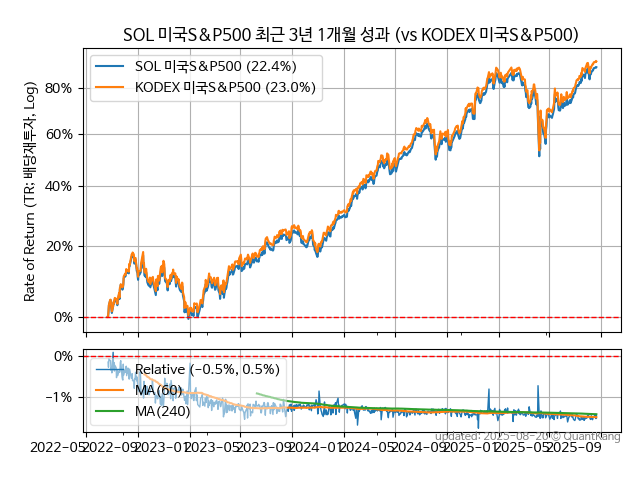 SOL 미국S&P500 최근 3년 1개월 성과 (vs KODEX 미국S&P500)
SOL 미국S&P500 (22.4%)
KODEX 미국S&P500 (23.0%)
Rate of Return (TR: 배당재투자, Log)
80%
60%
40%
20%
0%
0%
-1%
Relative (-0.5%, 0.5%)
MA(60)
MA(240)
2022-05
2022-09
2023-01
2023-05
2023-09
2024-01
2024-05
2024-09
2025-01
2025-05
2025-09
updated: 2025-08-20 © QuantKang